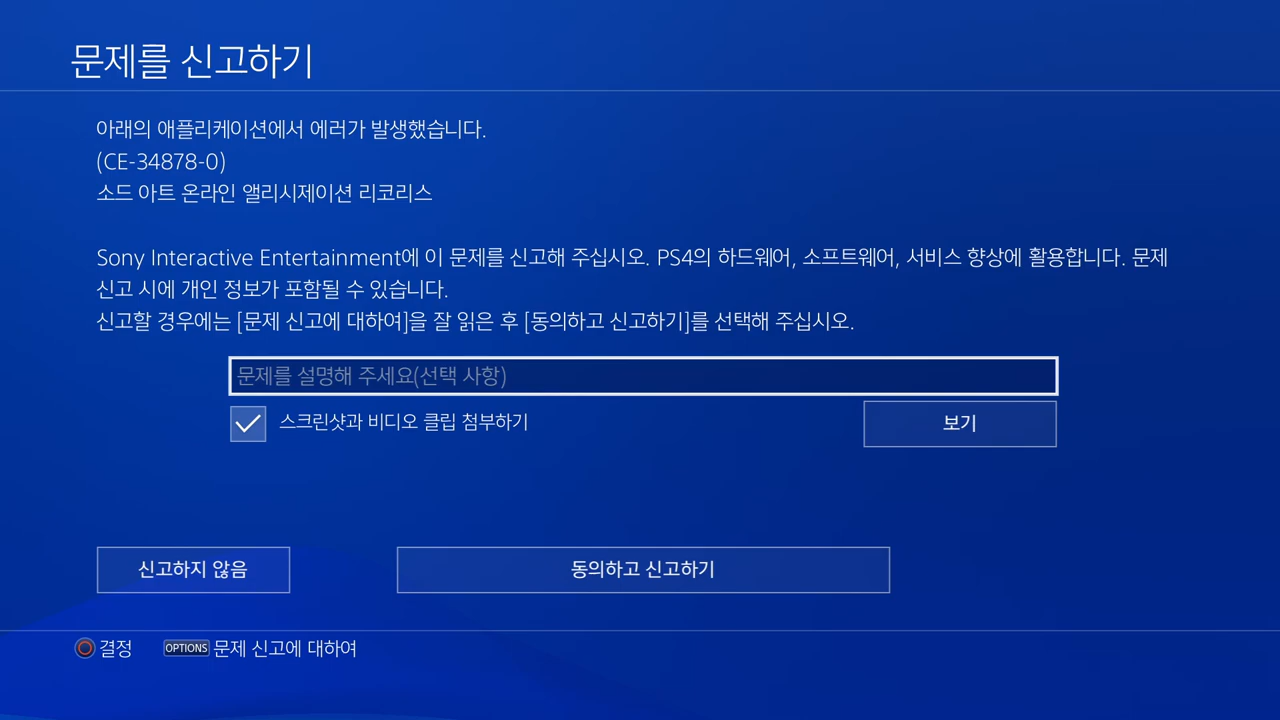 문제를 신고하기
아래의 애플리케이션에서 에러가 발생했습니다.
(CE-34878-0)
소드 아트 온라인 앨리시제이션 리코리스
Sony Interactive Entertainment에 이 문제를 신고해 주십시오. PS4의 하드웨어, 소프트웨어, 서비스 향상에 활용합니다. 문제
신고 시에 개인 정보가 포함될 수 있습니다.
신고할 경우에는 [문제 신고에 대하여]을 잘 읽은 후 [동의하고 신고하기]를 선택해 주십시오.
문제를 설명해 주세요(선택 사항)
스크린샷과 비디오 클립 첨부하기
보기
신고하지 않음
동의하고 신고하기
결정
OPTIONS 문제 신고에 대하여